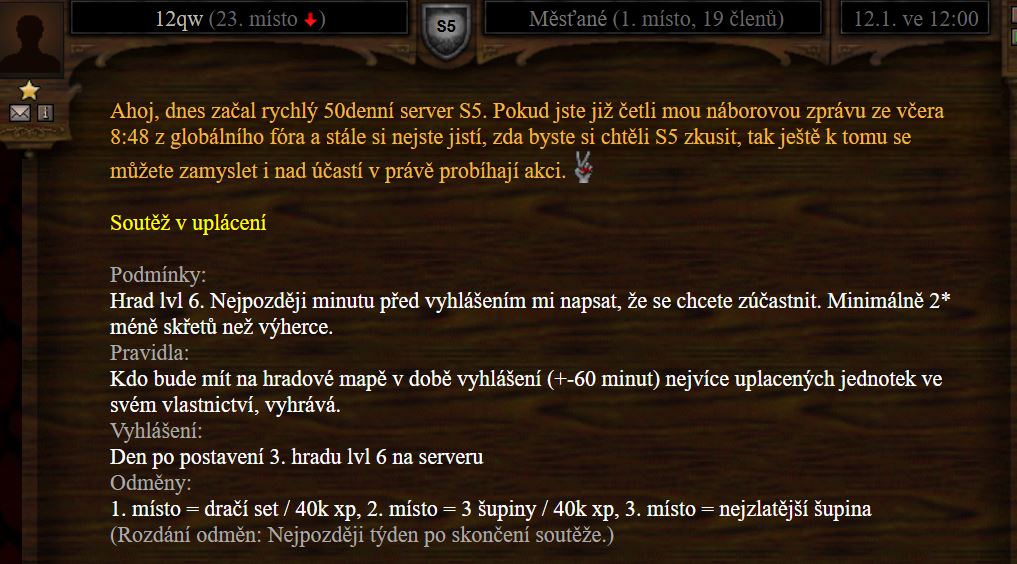 12qw (23. místo )
S5
Měsťané (1. místo, 19 členů)
12.1. ve 12:00
Ahoj, dnes začal rychlý 50denní server S5. Pokud jste již četli mou náborovou zprávu ze včera
8:48 z globálního fóra a stále si nejste jistí, zda byste si chtěli S5 zkusit, tak ještě k tomu se
můžete zamyslet i nad účastí v právě probíhají akci.
Soutěž v uplácení
Podmínky:
Hrad lvl 6. Nejpozději minutu před vyhlášením mi napsat, že se chcete zúčastnit. Minimálně 2*
méně skřetů než výherce.
Pravidla:
Kdo bude mít na hradové mapě v době vyhlášení (+-60 minut) nejvíce uplacených jednotek ve
svém vlastnictví, vyhrává.
Vyhlášení:
Den po postavení 3. hradu lvl 6 na serveru
Odměny:
1. místo = dračí set / 40k xp, 2. místo = 3 šupiny / 40k xp, 3. místo = nejzlatější šupina
(Rozdání odměn: Nejpozději týden po skončení soutěže.)